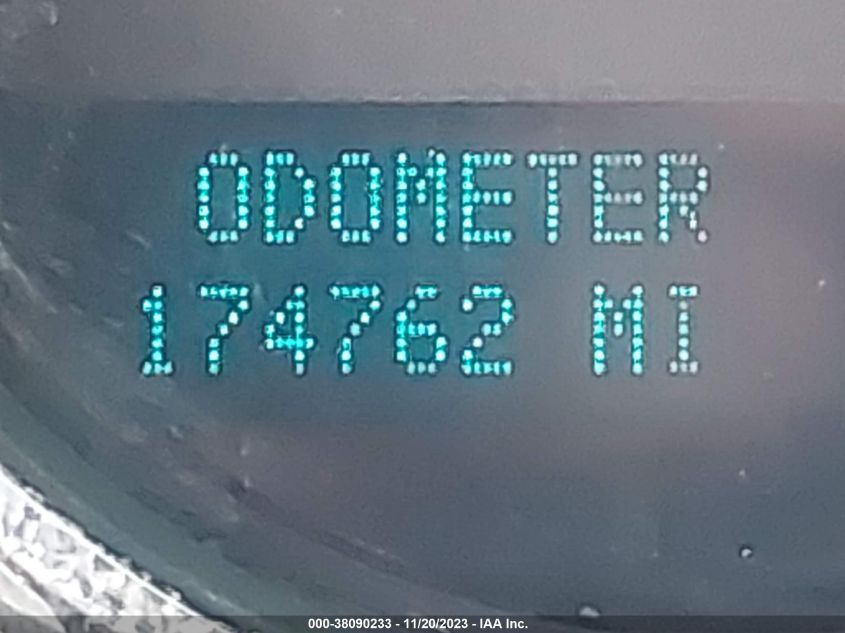 ODOMETER
174762 MI
000-38090233 - 11/20/2023 - IAA Inc.